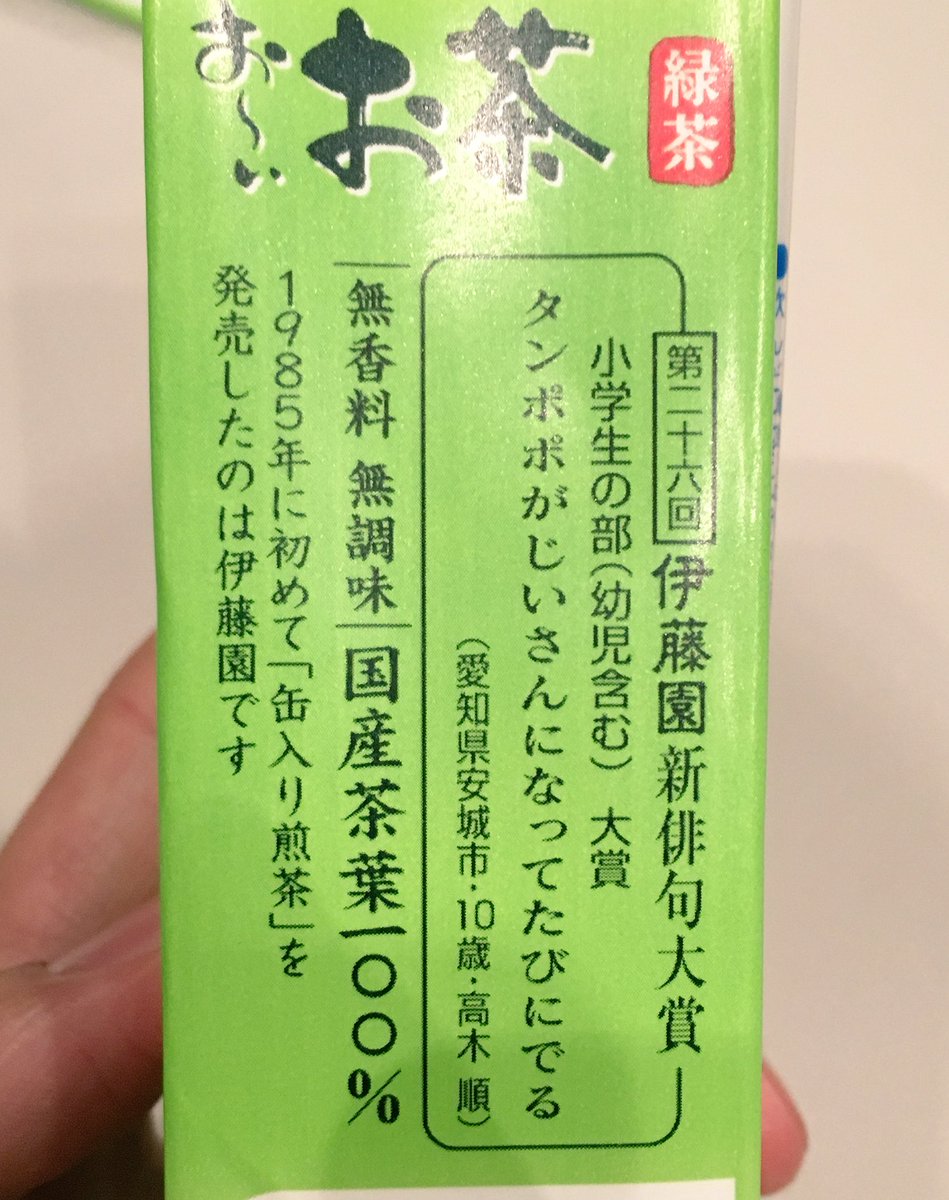 お～いお茶
緑茶
第二十六回 伊藤園新俳句大賞
小学生の部(幼児含む) 大賞
タンポポがじいさんになってたびにでる
(愛知県安城市・10歳・高木 順)
無香料 無調味 国産茶葉一〇〇%
1985年に初めて「缶入り煎茶」を
発売したのは伊藤園です